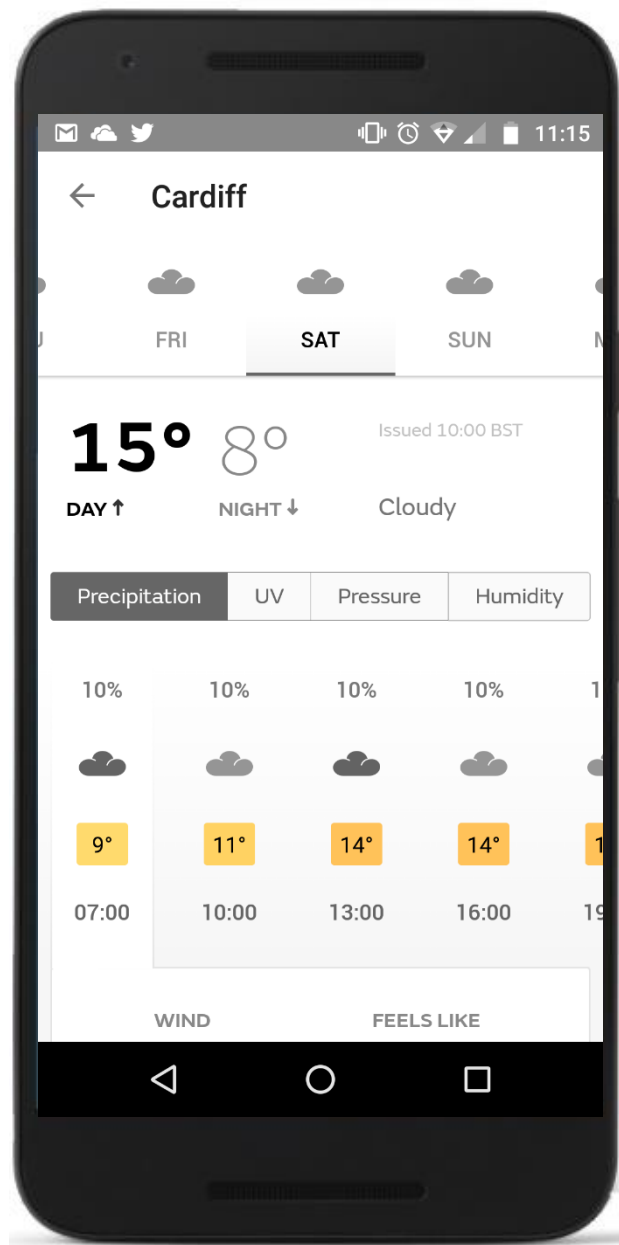 11:15
Cardiff
FRI SAT SUN
15° 8° Issued 10:00 BST
DAY NIGHT Cloudy
Precipitation UV Pressure Humidity
10% 10% 10% 10%
9° 11° 14° 14°
07:00 10:00 13:00 16:00
WIND FEELS LIKE